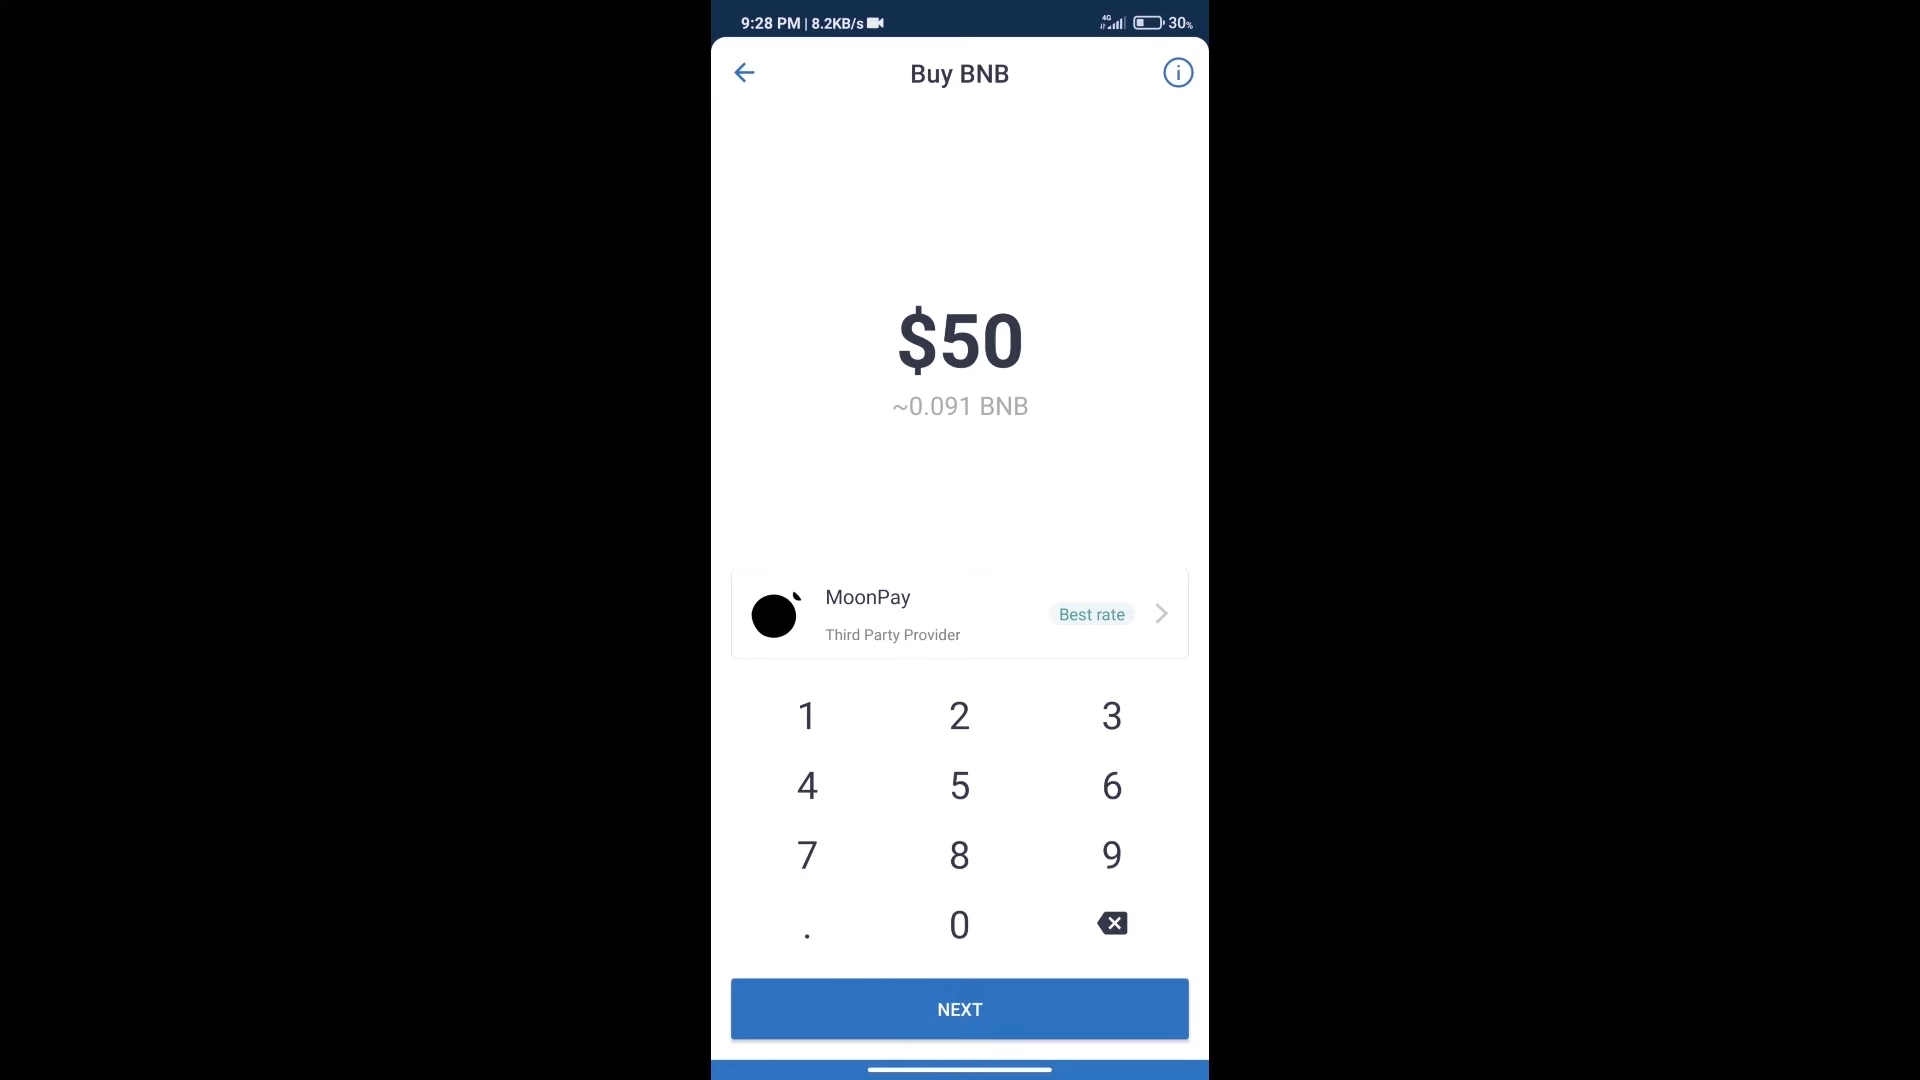 9:28 PM | 8.2KB/s 4G 30%
Buy BNB
$50
~0.091 BNB
MoonPay
Best rate
Third Party Provider
1 2 3
4 5 6
7 8 9
. 0
NEXT